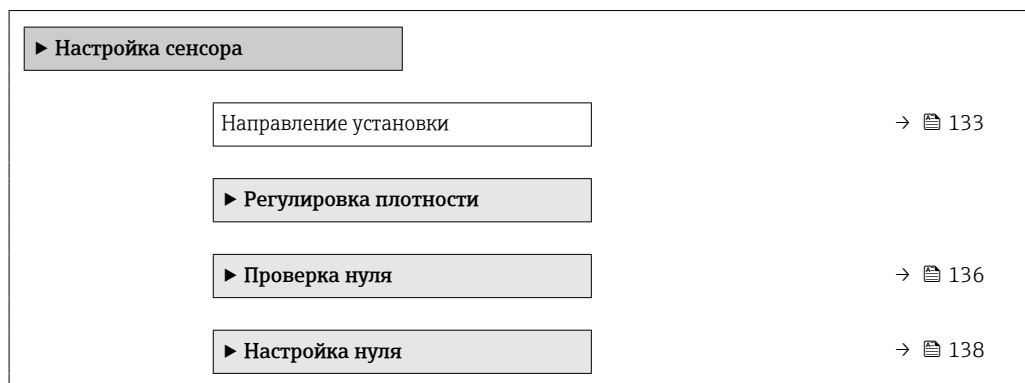 ▶ Настройка сенсора
Направление установки → 133
▶ Регулировка плотности
▶ Проверка нуля → 136
▶ Настройка нуля → 138